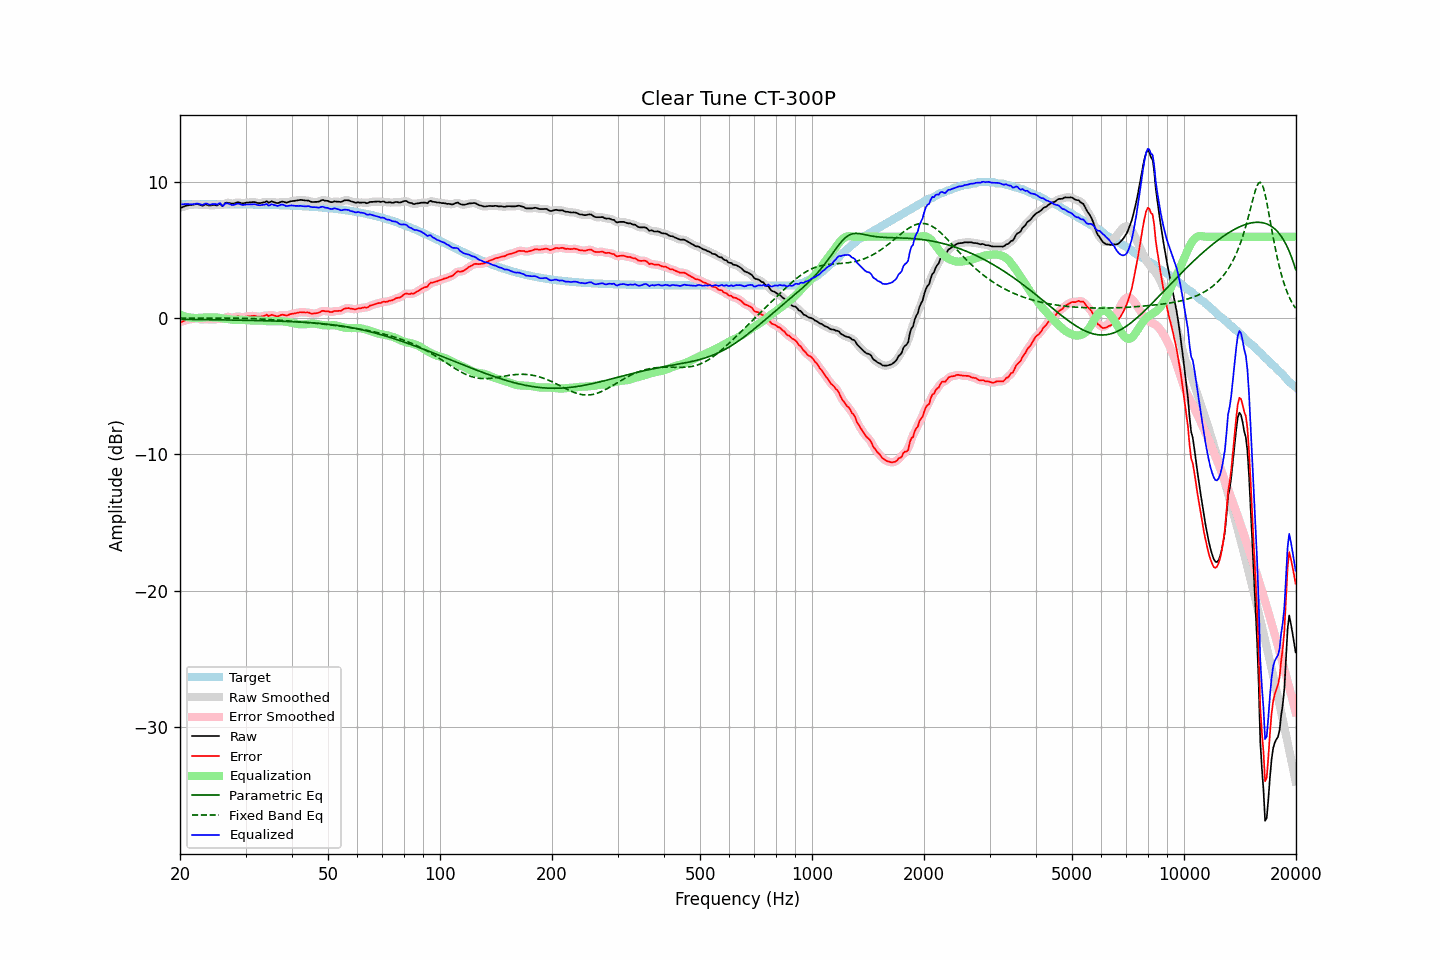 Clear Tune CT-300P
Amplitude (dBr)
10
0
−10
−20
−30
Target
Raw Smoothed
Error Smoothed
Raw
Error
Equalization
Parametric Eq
Fixed Band Eq
Equalized
20 50 100 200 500 1000 2000 5000 10000 20000
Frequency (Hz)